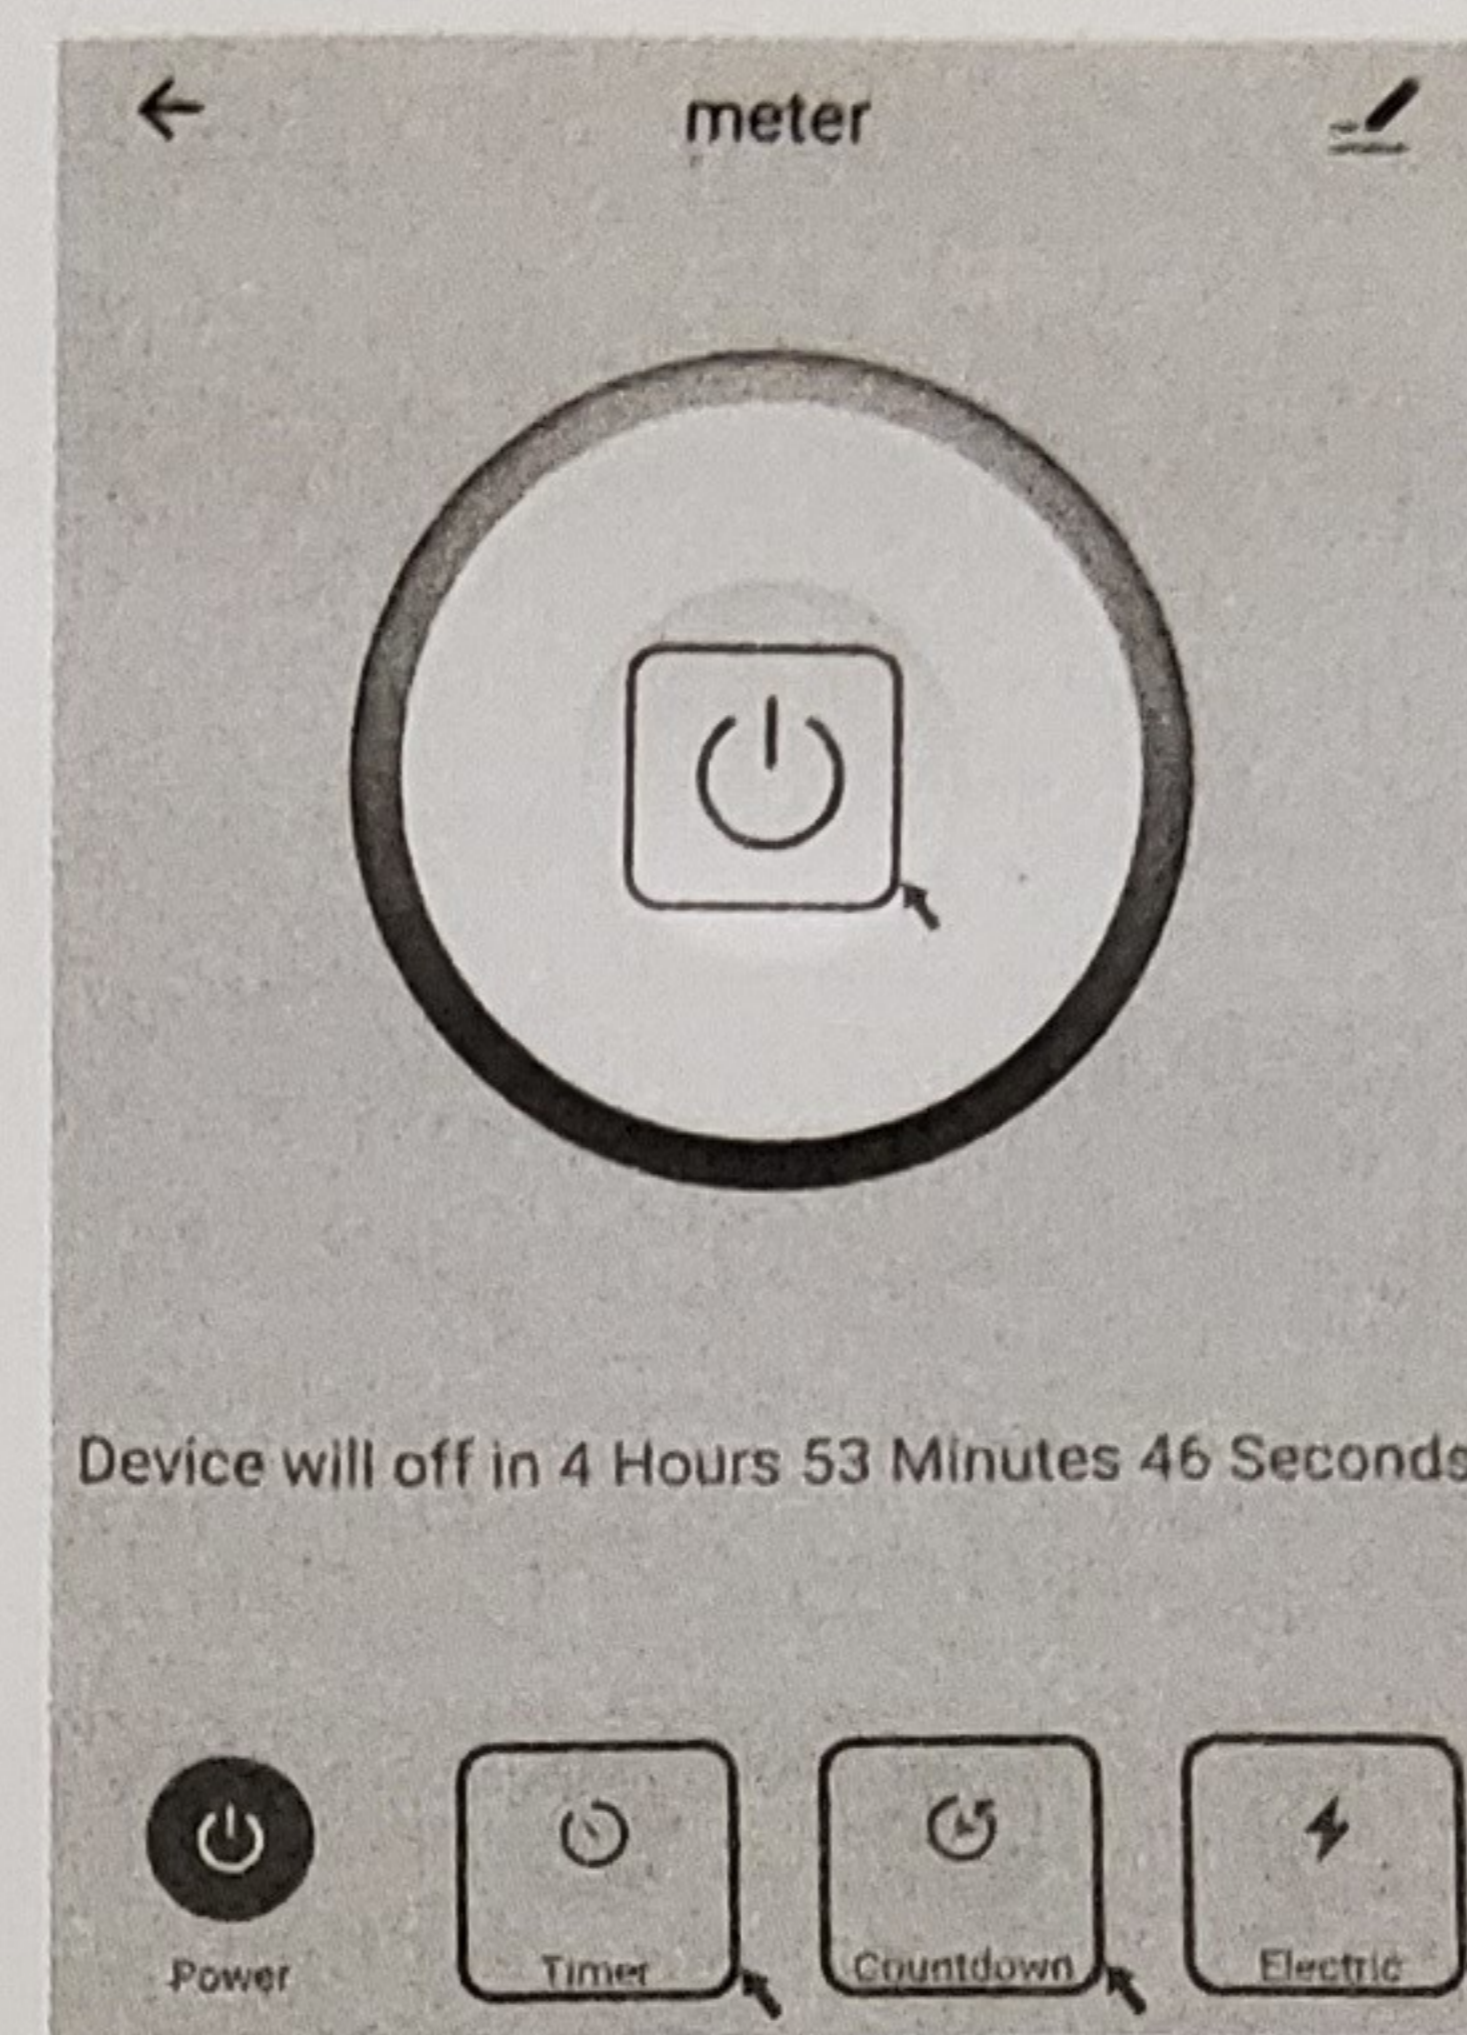 meter
Device will off in 4 Hours 53 Minutes 46 Seconds
Power Timer Countdown Electric